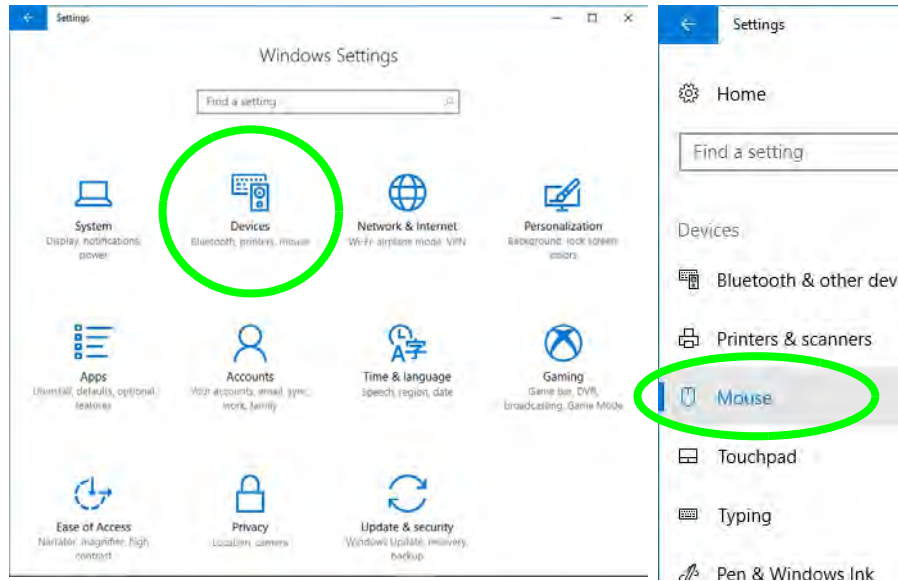 Settings
Windows Settings
Find a setting
System
Display, notifications,
power
Devices
Bluetooth, printers, mouse
Network & Internet
Wi-Fi, airplane mode, VPN
Personalization
Background, lock screen,
colors
Apps
Uninstall, defaults, optional
features
Accounts
Your accounts, email, sync,
work, family
Time & language
Speech, region, date
Gaming
Game bar, DVR,
broadcasting, Game Mode
Ease of Access
Narrator, magnifier, high
contrast
Privacy
Location, camera
Update & security
Windows Update, recovery,
backup
Settings
Home
Find a setting
Devices
Bluetooth & other dev
Printers & scanners
Mouse
Touchpad
Typing
Pen & Windows Ink